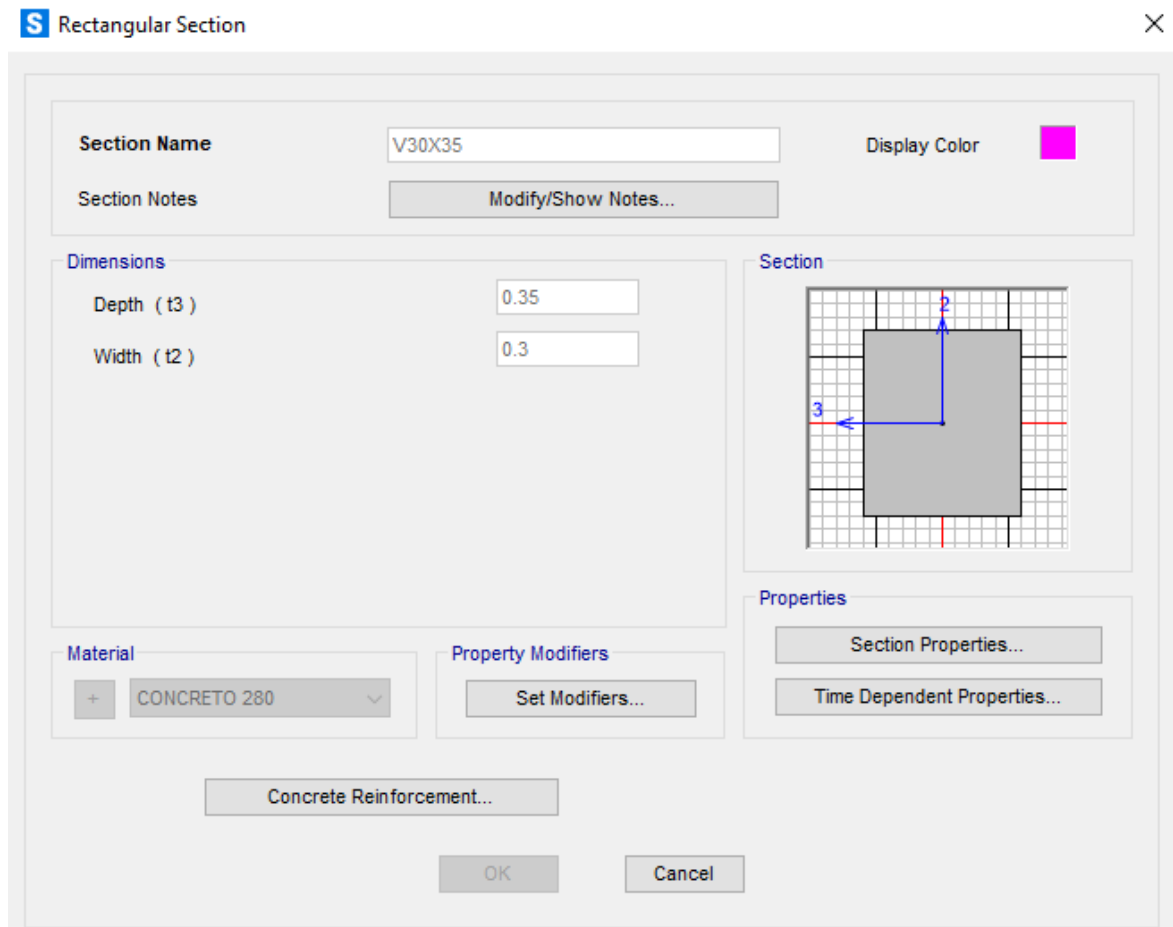 S Rectangular Section
Section Name V30X35 Display Color
Section Notes Modify/Show Notes...
Dimensions
Depth ( t3 ) 0.35
Width ( t2 ) 0.3
Section
2
3
Properties
Section Properties...
Time Dependent Properties...
Material
+ CONCRETO 280
Property Modifiers
Set Modifiers...
Concrete Reinforcement...
OK Cancel